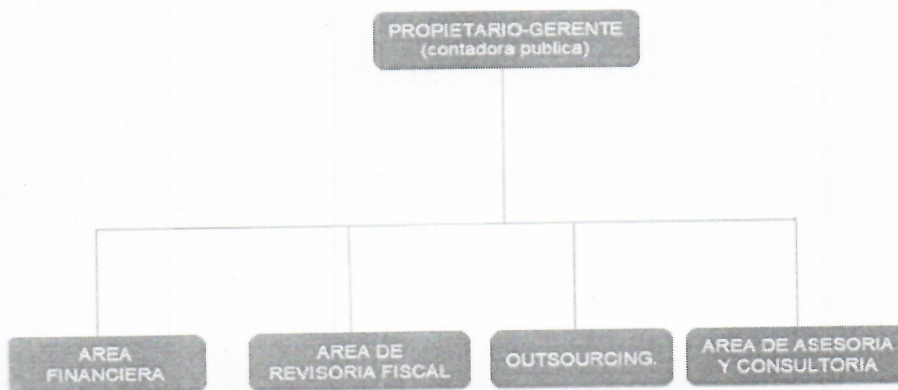 PROPIETARIO-GERENTE
(contadora publica)
AREA
FINANCIERA
AREA DE
REVISORIA FISCAL
OUTSOURCING.
AREA DE ASESORIA
Y CONSULTORIA